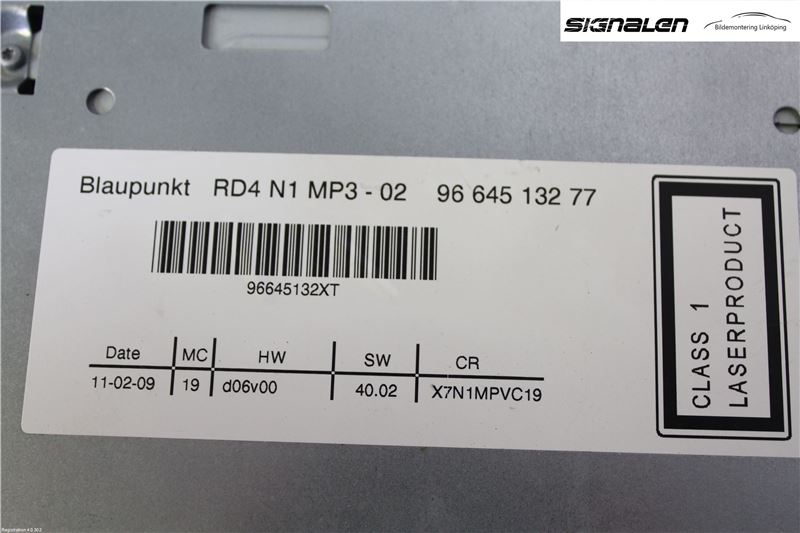 SIGNALEN
Bildemontering Linköping
Blaupunkt RD4 N1 MP3 - 02 96 645 132 77
96645132XT
Date MC HW SW CR
11-02-09 19 d06v00 40.02 X7N1MPVC19
CLASS 1
LASERPRODUCT